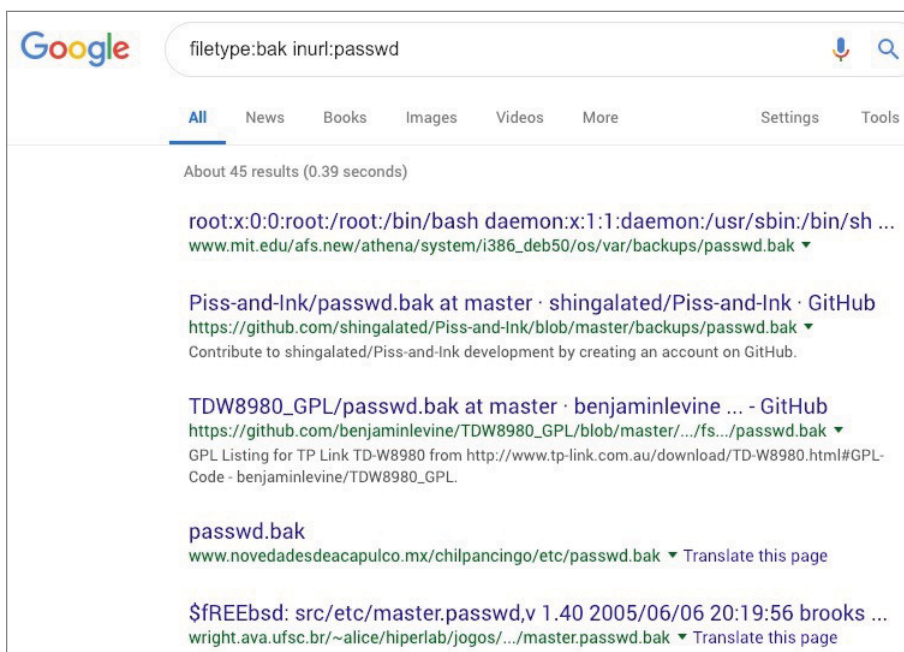 Google filetype:bak inurl:passwd
All News Books Images Videos More Settings Tools
About 45 results (0.39 seconds)
root:x:0:0:root:/root:/bin/bash daemon:x:1:1:daemon:/usr/sbin:/bin/sh ...
www.mit.edu/afs.new/athena/system/i386_deb50/os/var/backups/passwd.bak
Piss-and-Ink/passwd.bak at master · shingalated/Piss-and-Ink · GitHub
https://github.com/shingalated/Piss-and-Ink/blob/master/backups/passwd.bak
Contribute to shingalated/Piss-and-Ink development by creating an account on GitHub.
TDW8980_GPL/passwd.bak at master · benjaminlevine ... - GitHub
https://github.com/benjaminlevine/TDW8980_GPL/blob/master/.../fs.../passwd.bak
GPL Listing for TP Link TD-W8980 from http://www.tp-link.com.au/download/TD-W8980.html#GPL-
Code - benjaminlevine/TDW8980_GPL.
passwd.bak
www.novedadesdeacapulco.mx/chilpancingo/etc/passwd.bak Translate this page
$fREEbsd: src/etc/master.passwd,v 1.40 2005/06/06 20:19:56 brooks ...
wright.ava.ufsc.br/~alice/hiperlab/jogos/.../master.passwd.bak Translate this page